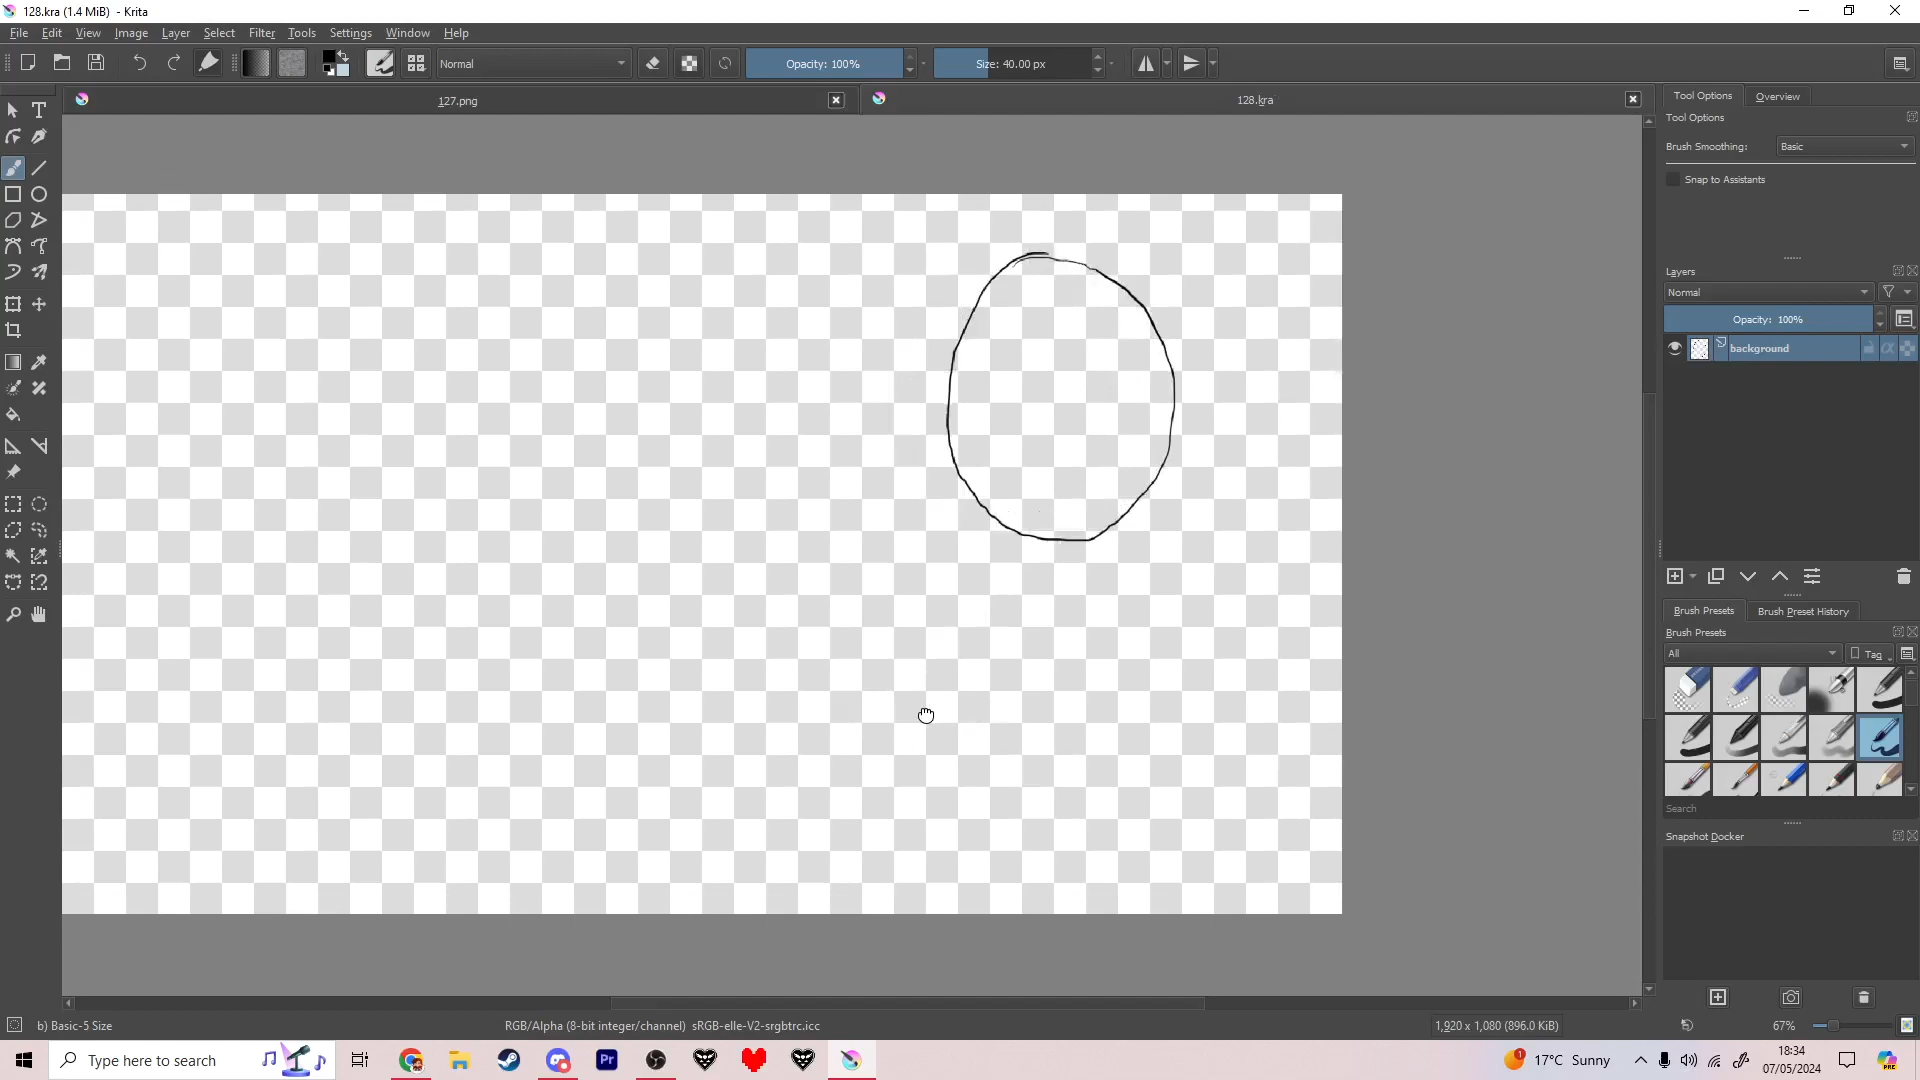 128.kra (1.4 MiB)  - Krita
File Edit View Image Layer Select Filter Tools Settings Window Help
Normal Opacity: 100% Size: 40.00 px
127.png 128.kra
Tool Options Overview
Tool Options
Brush Smoothing: Basic
Snap to Assistants
Layers
Normal
Opacity:  100%
background
Brush Presets Brush Preset History
Brush Presets
All Tag
Search
Snapshot Docker
b) Basic-5 Size RGB/Alpha (8-bit integer/channel)  sRGB-elle-V2-srgbtrc.icc 1,920 x 1,080 (896.0 KiB) 67%
Type here to search Pr 1 17°C Sunny 18:34
07/05/2024
PRE